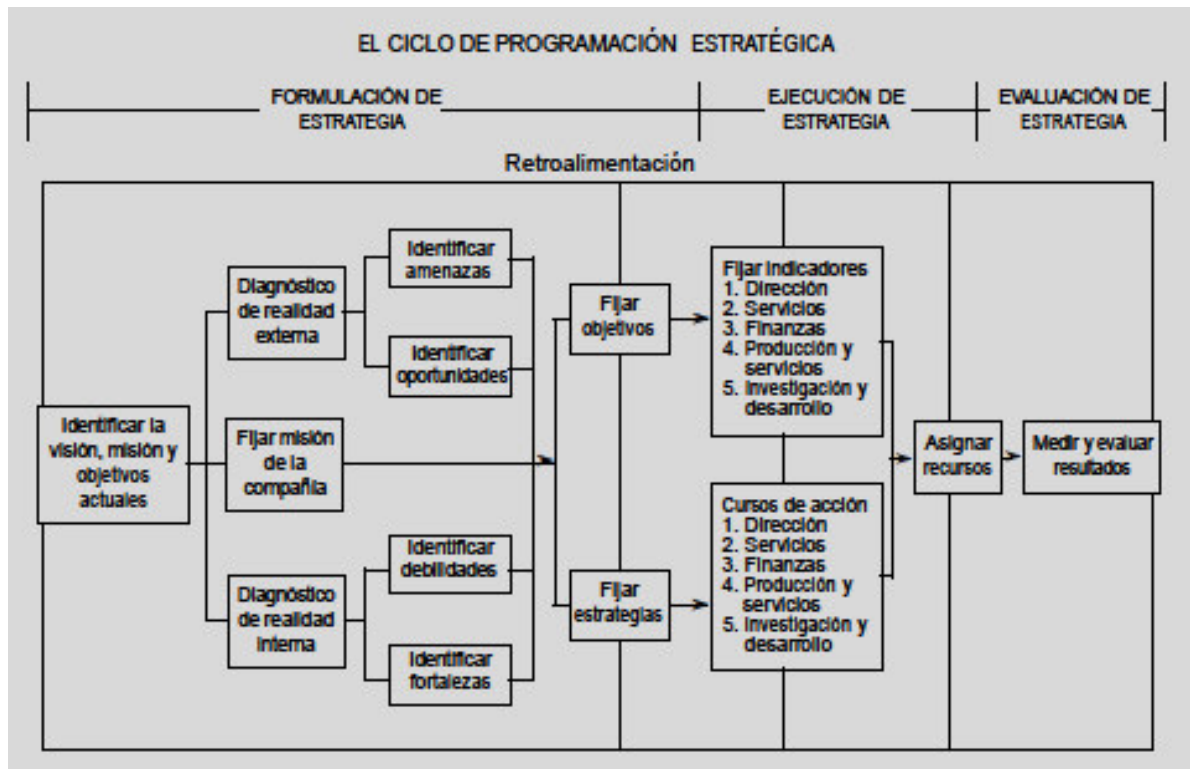 EL CICLO DE PROGRAMACIÓN ESTRATÉGICA
FORMULACIÓN DE
ESTRATEGIA
EJECUCIÓN DE
ESTRATEGIA
EVALUACIÓN DE
ESTRATEGIA
Retroalimentación
Identificar la
visión, misión y
objetivos
actuales
Diagnóstico
de realidad
externa
Fijar misión
de la
compañía
Diagnóstico
de realidad
interna
Identificar
amenazas
Identificar
oportunidades
Identificar
debilidades
Identificar
fortalezas
Fijar
objetivos
Fijar
estrategias
Fijar indicadores
1. Dirección
2. Servicios
3. Finanzas
4. Producción y
servicios
5. Investigación y
desarrollo
Cursos de acción
1. Dirección
2. Servicios
3. Finanzas
4. Producción y
servicios
5. Investigación y
desarrollo
Asignar
recursos
Medir y evaluar
resultados